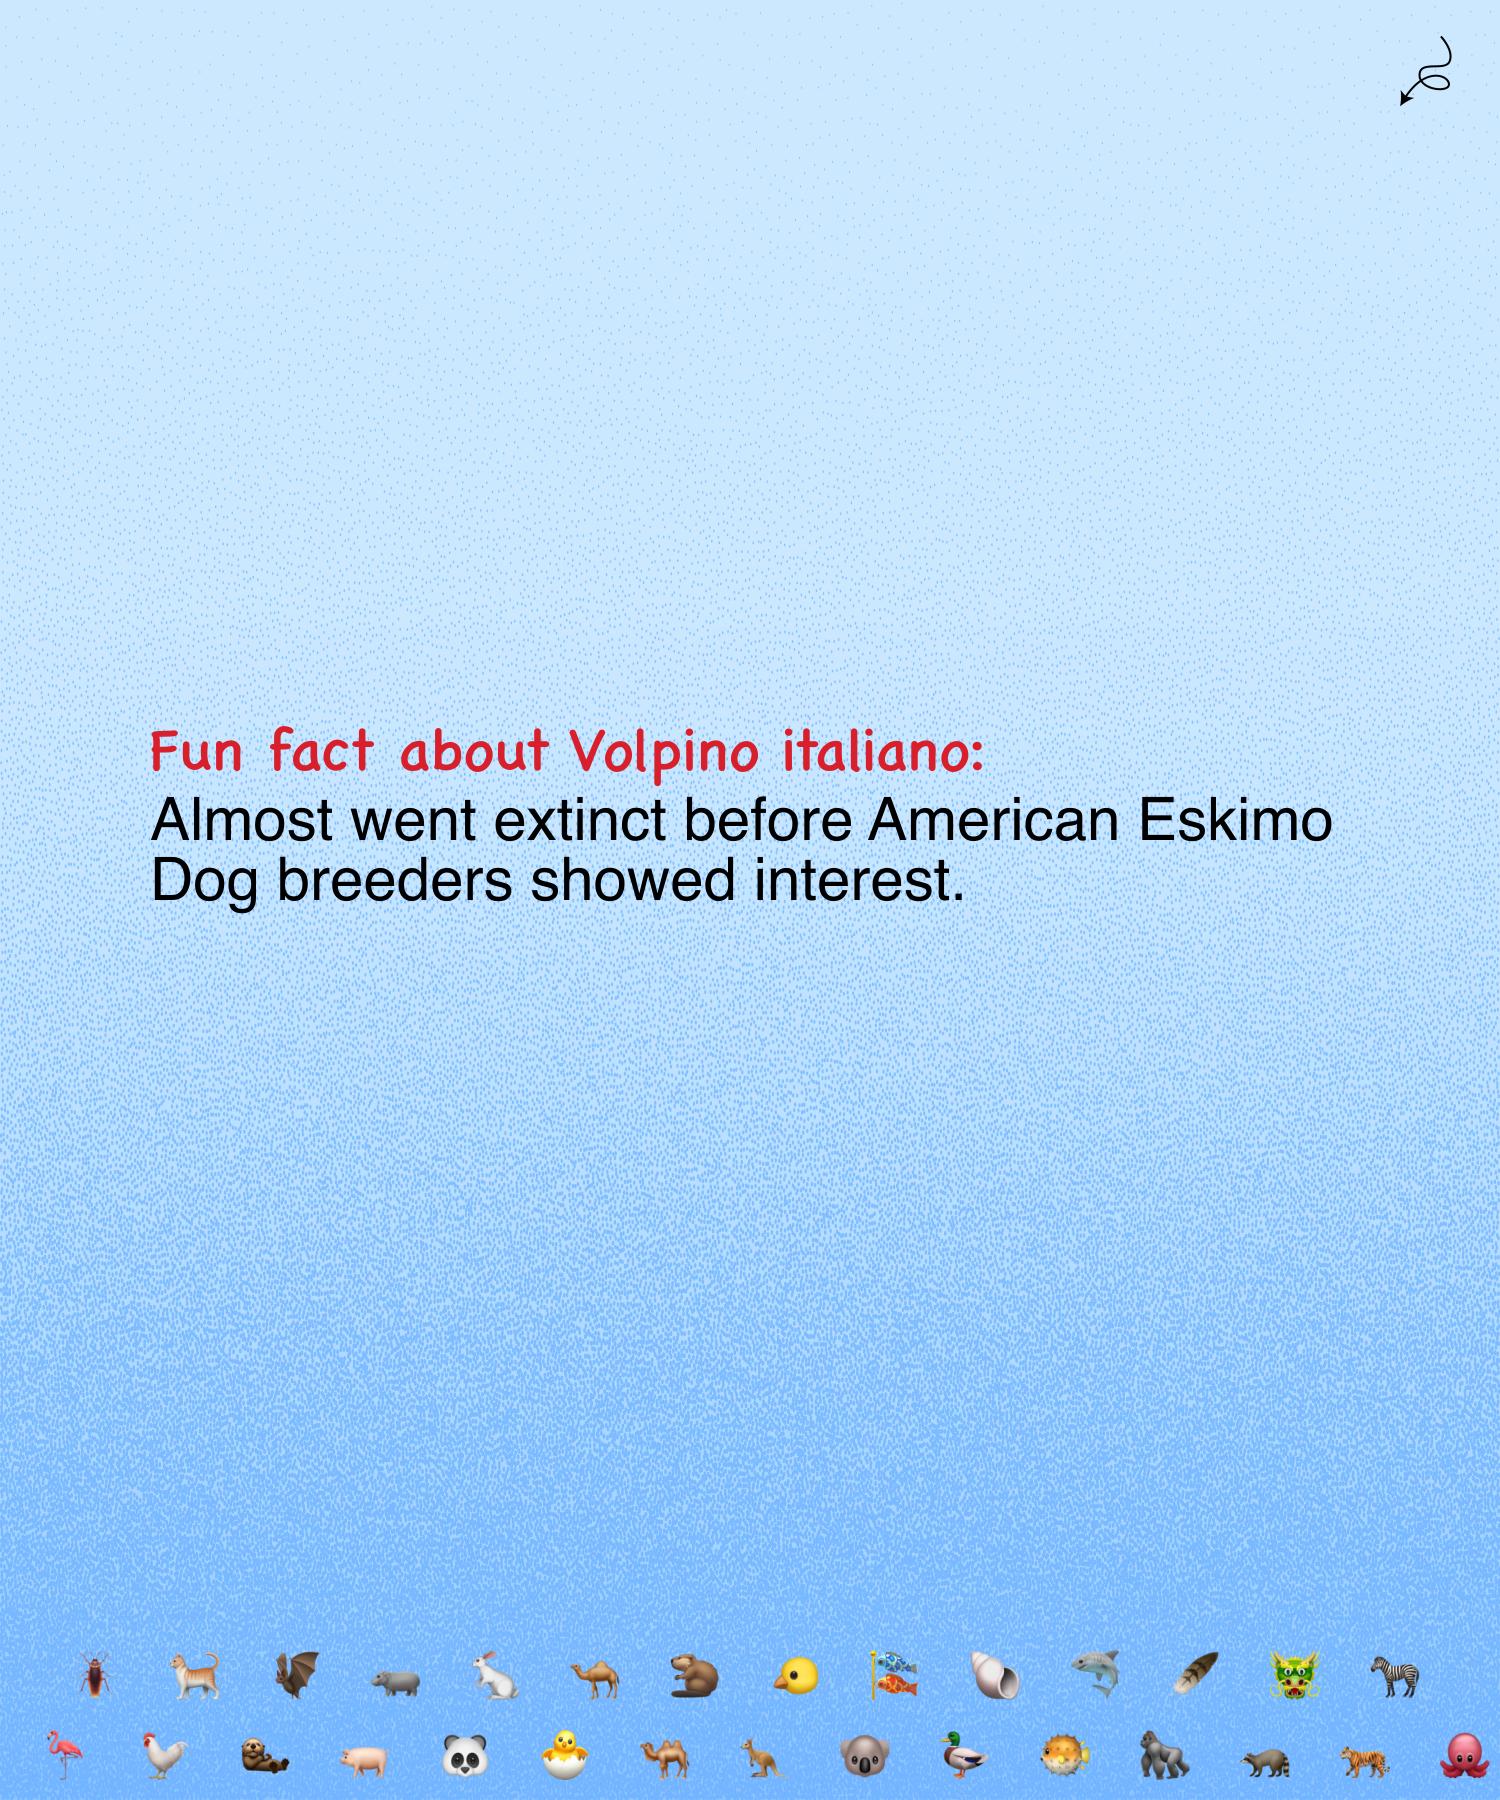 Fun fact about Volpino italiano:
Almost went extinct before American Eskimo
Dog breeders showed interest.